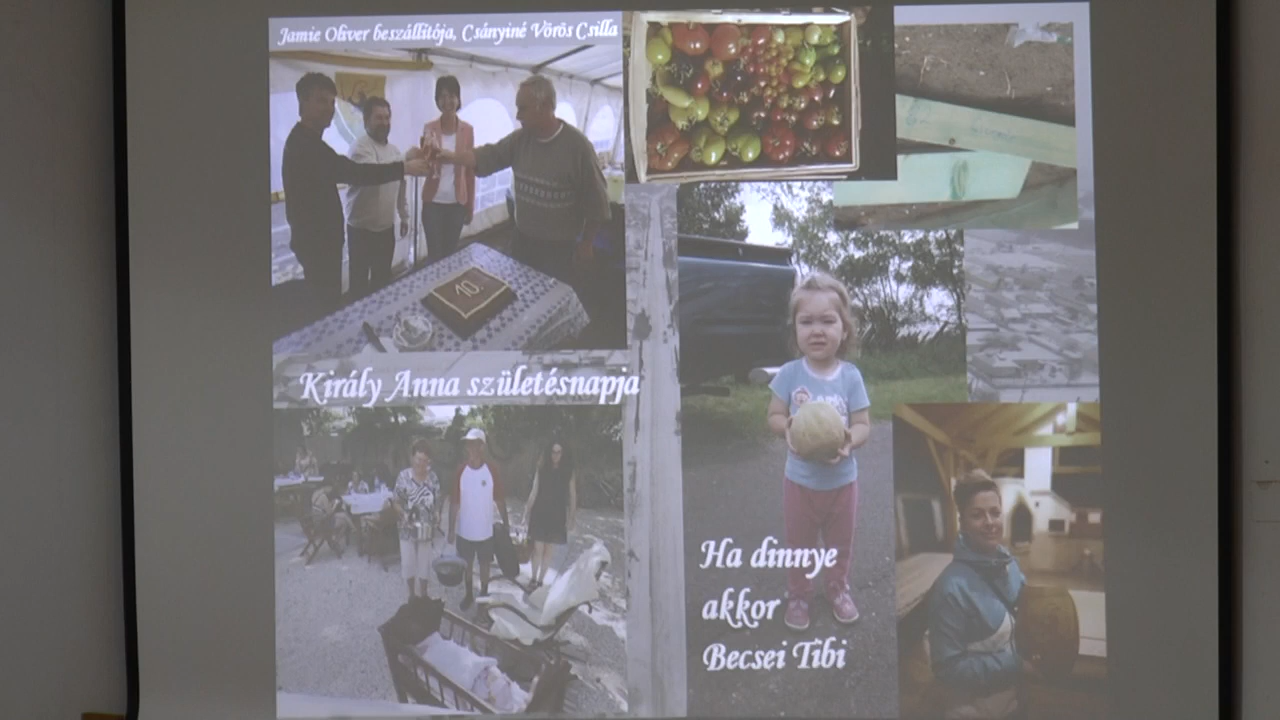 Jamie Oliver beszállítója, Csányiné Vörös Csilla
10.
Király Anna születésnapja
Ha dinnye
akkor
Becsei Tibi